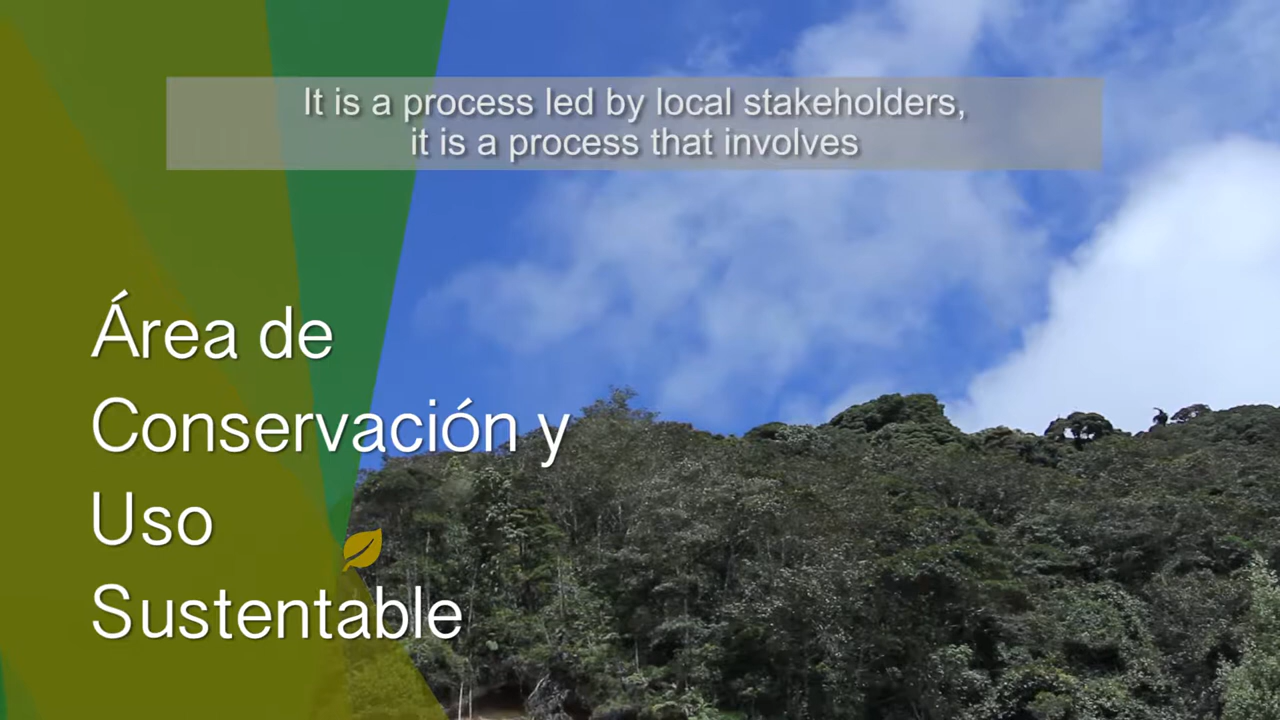 It is a process led by local stakeholders,
it is a process that involves
Área de
Conservación y
Uso
Sustentable